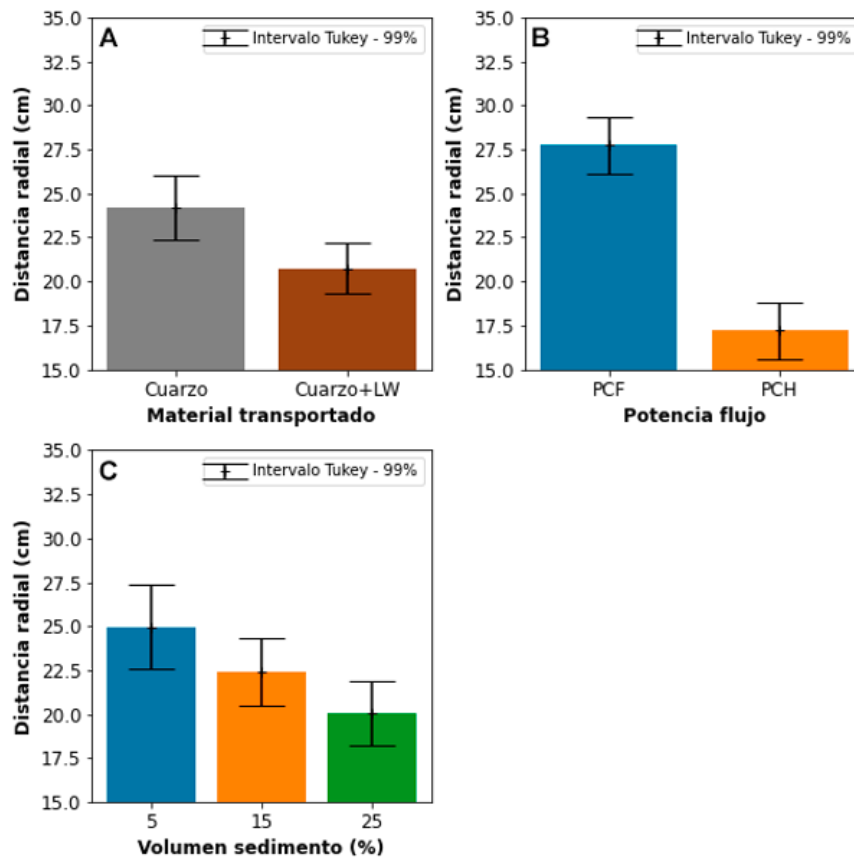 A
Intervalo Tukey - 99%
Distancia radial (cm)
35.0
32.5
30.0
27.5
25.0
22.5
20.0
17.5
15.0
Cuarzo
Cuarzo+LW
Material transportado
B
Intervalo Tukey - 99%
Distancia radial (cm)
35.0
32.5
30.0
27.5
25.0
22.5
20.0
17.5
15.0
PCF
PCH
Potencia flujo
C
Intervalo Tukey - 99%
Distancia radial (cm)
35.0
32.5
30.0
27.5
25.0
22.5
20.0
17.5
15.0
5
15
25
Volumen sedimento (%)